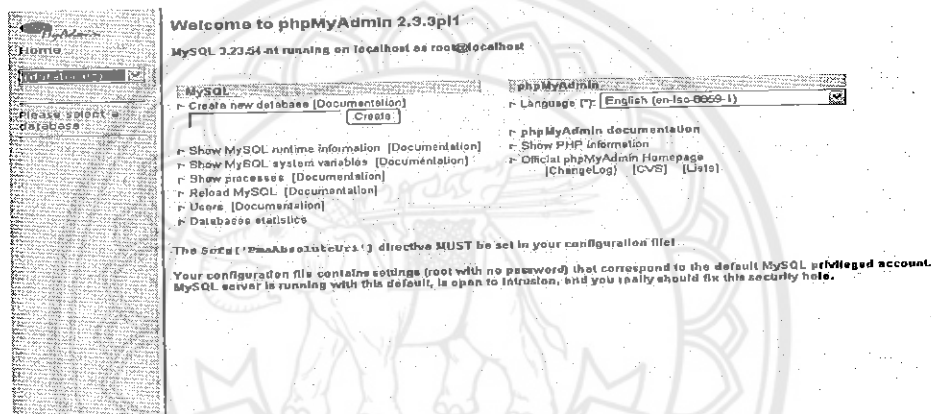 phpMyAdmin
Home
(databases)
Please select a
database
Welcome to phpMyAdmin 2.3.3pl1
MySQL 3.23.54-nt running on localhost as root@localhost
MySQL
Create new database [Documentation]
Create
Show MySQL runtime information [Documentation]
Show MySQL system variables [Documentation]
Show processes [Documentation]
Reload MySQL [Documentation]
Users [Documentation]
Databases statistics
phpMyAdmin
Language (*): English (en-iso-8859-1)
phpMyAdmin documentation
Show PHP information
Official phpMyAdmin Homepage
[ChangeLog] [CVS] [Lists]
The $cfg['PmaAbsoluteUri'] directive MUST be set in your configuration file!
Your configuration file contains settings (root with no password) that correspond to the default MySQL privileged account.
MySQL server is running with this default, is open to intrusion, and you really should fix this security hole.